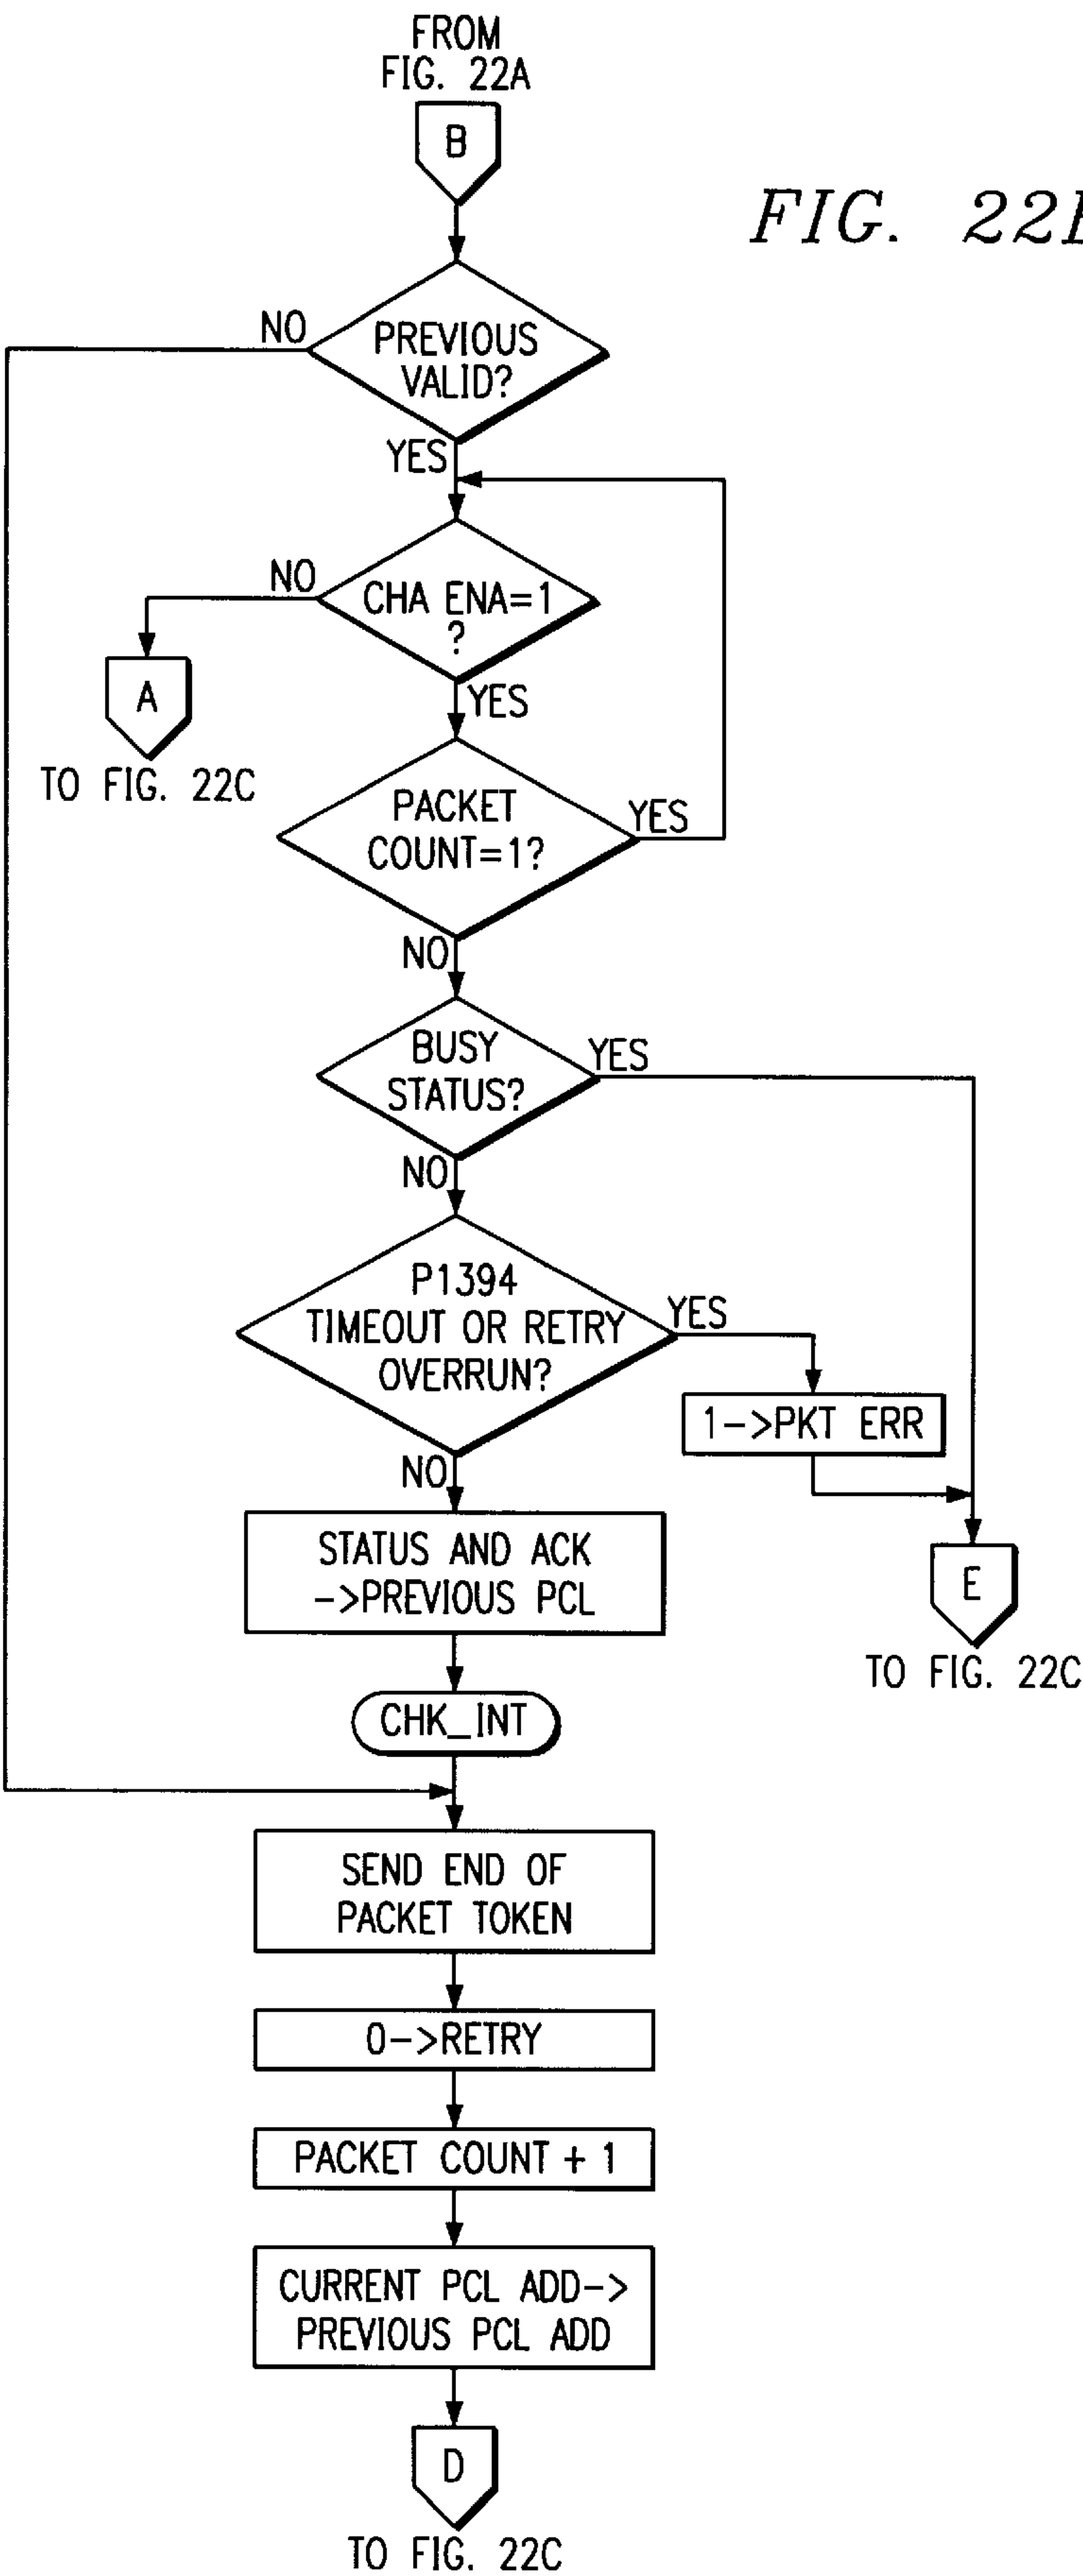 FROM
FIG. 22A
B
FIG. 22B
NO
PREVIOUS
VALID?
YES
NO
CHA ENA=1
?
A
YES
TO FIG. 22C
PACKET
COUNT=1?
YES
NO
BUSY
STATUS?
YES
NO
P1394
TIMEOUT OR RETRY
OVERRUN?
YES
1->PKT ERR
NO
STATUS AND ACK
->PREVIOUS PCL
E
TO FIG. 22C
CHK_INT
SEND END OF
PACKET TOKEN
0->RETRY
PACKET COUNT + 1
CURRENT PCL ADD->
PREVIOUS PCL ADD
D
TO FIG. 22C